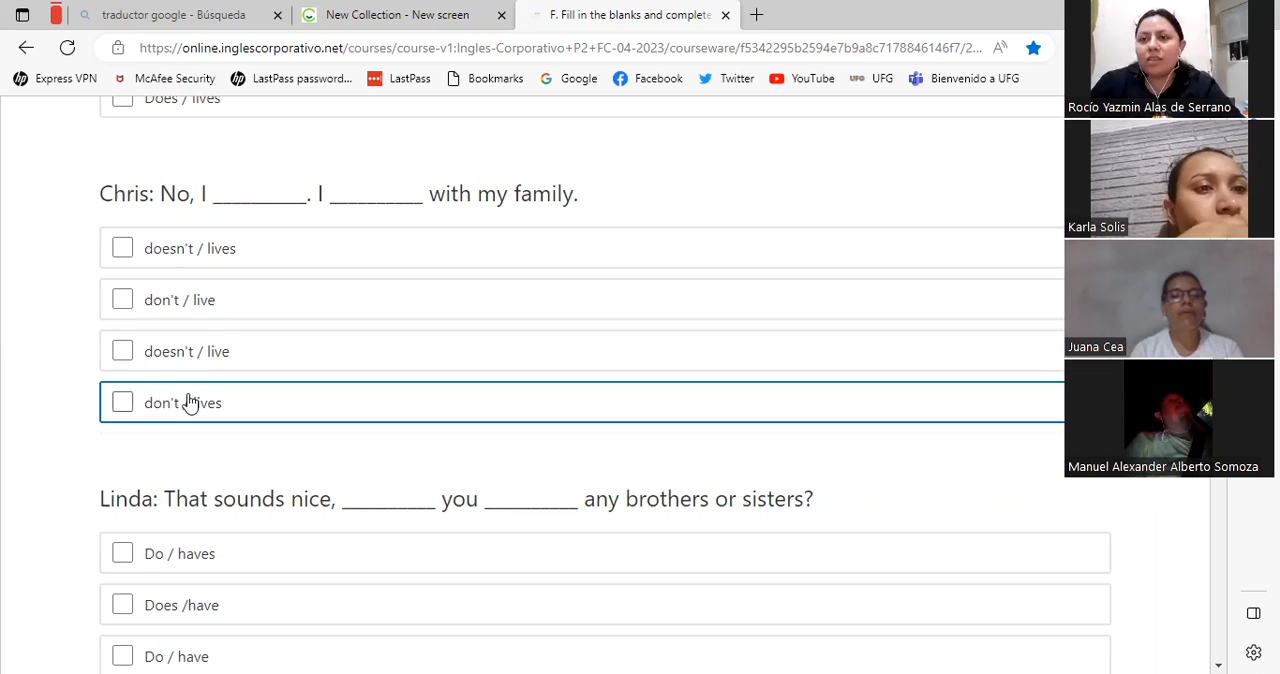 traductor google - Búsqueda
New Collection - New screen
F. Fill in the blanks and complete
https://online.inglescorporativo.net/courses/course-v1:Ingles-Corporativo+P2+FC-04-2023/courseware/f5342295b2594e7b9a8c7178846146f7/2...
Express VPN McAfee Security LastPass password... LastPass Bookmarks Google Facebook Twitter YouTube UFG Bienvenido a UFG
Does / lives
Chris: No, I __________. I __________ with my family.
doesn't / lives
don't / live
doesn't / live
don't lives
Linda: That sounds nice, __________ you __________ any brothers or sisters?
Do / haves
Does /have
Do / have
Rocío Yazmin Alas de Serrano
Karla Solis
Juana Cea
Manuel Alexander Alberto Somoza